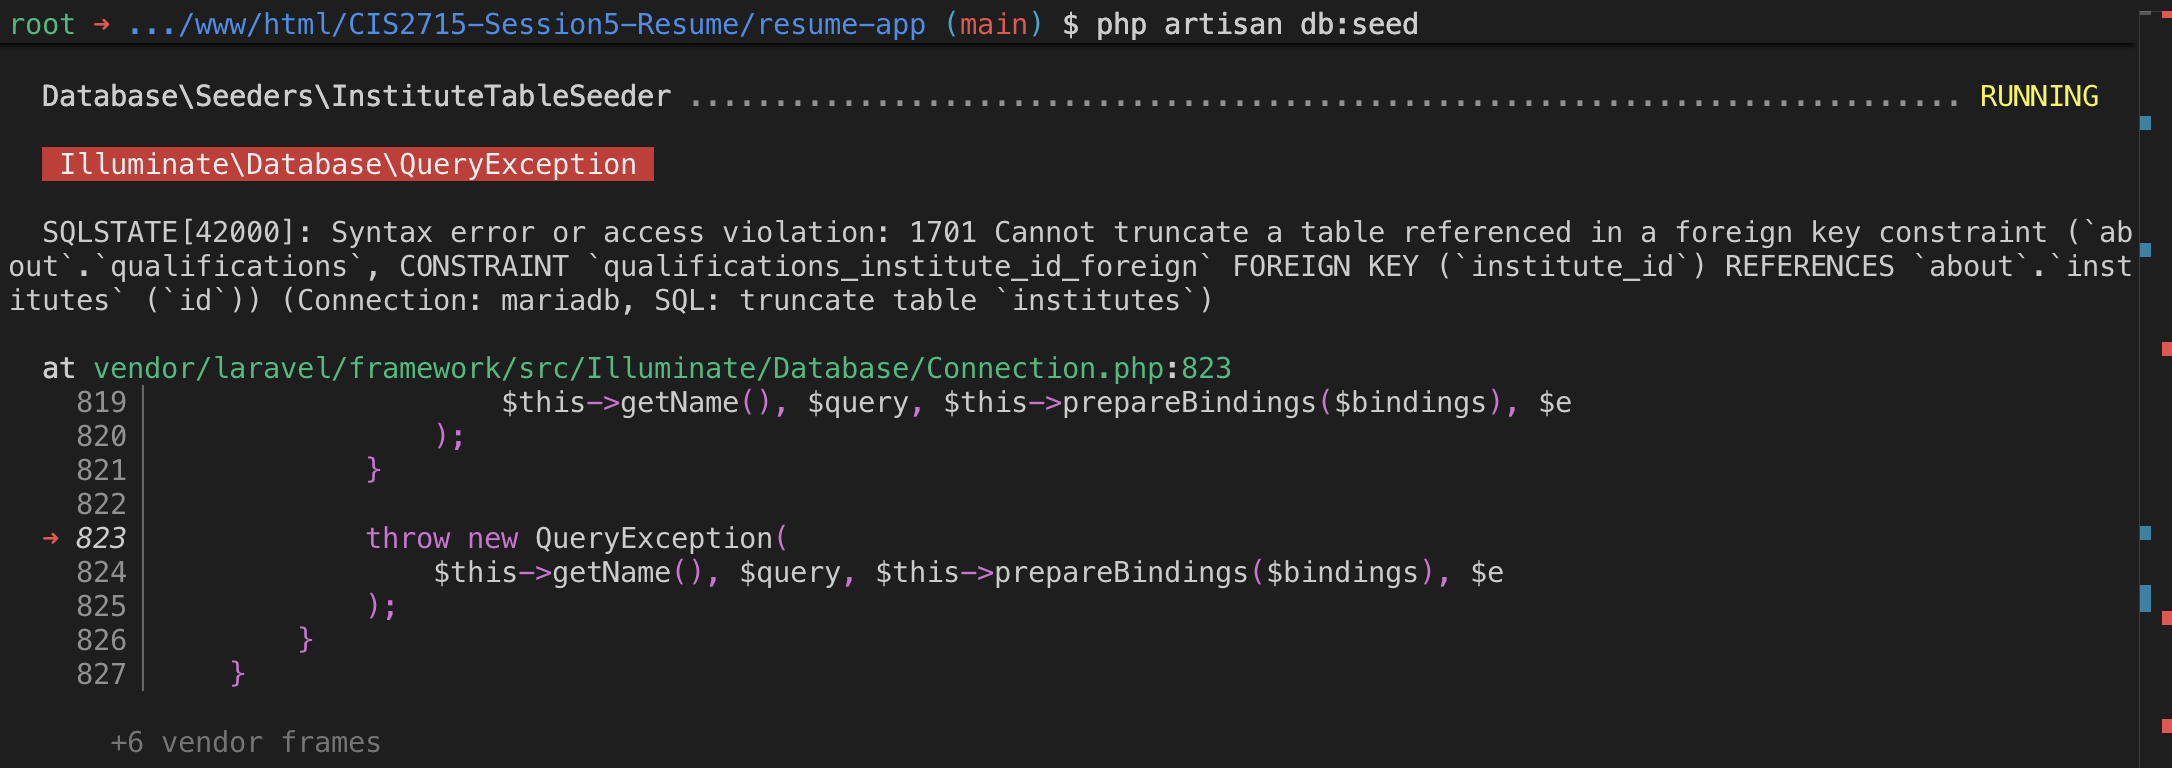 root ➜ .../www/html/CIS2715-Session5-Resume/resume-app (main) $ php artisan db:seed
Database\Seeders\InstituteTableSeeder ........................................................................... RUNNING
Illuminate\Database\QueryException
SQLSTATE[42000]: Syntax error or access violation: 1701 Cannot truncate a table referenced in a foreign key constraint (`ab
out`.`qualifications`, CONSTRAINT `qualifications_institute_id_foreign` FOREIGN KEY (`institute_id`) REFERENCES `about`.`inst
itutes` (`id`)) (Connection: mariadb, SQL: truncate table `institutes`)
at vendor/laravel/framework/src/Illuminate/Database/Connection.php:823
819 $this->getName(), $query, $this->prepareBindings($bindings), $e
820 );
821 }
822
➜ 823 throw new QueryException(
824 $this->getName(), $query, $this->prepareBindings($bindings), $e
825 );
826 }
827 }
+6 vendor frames